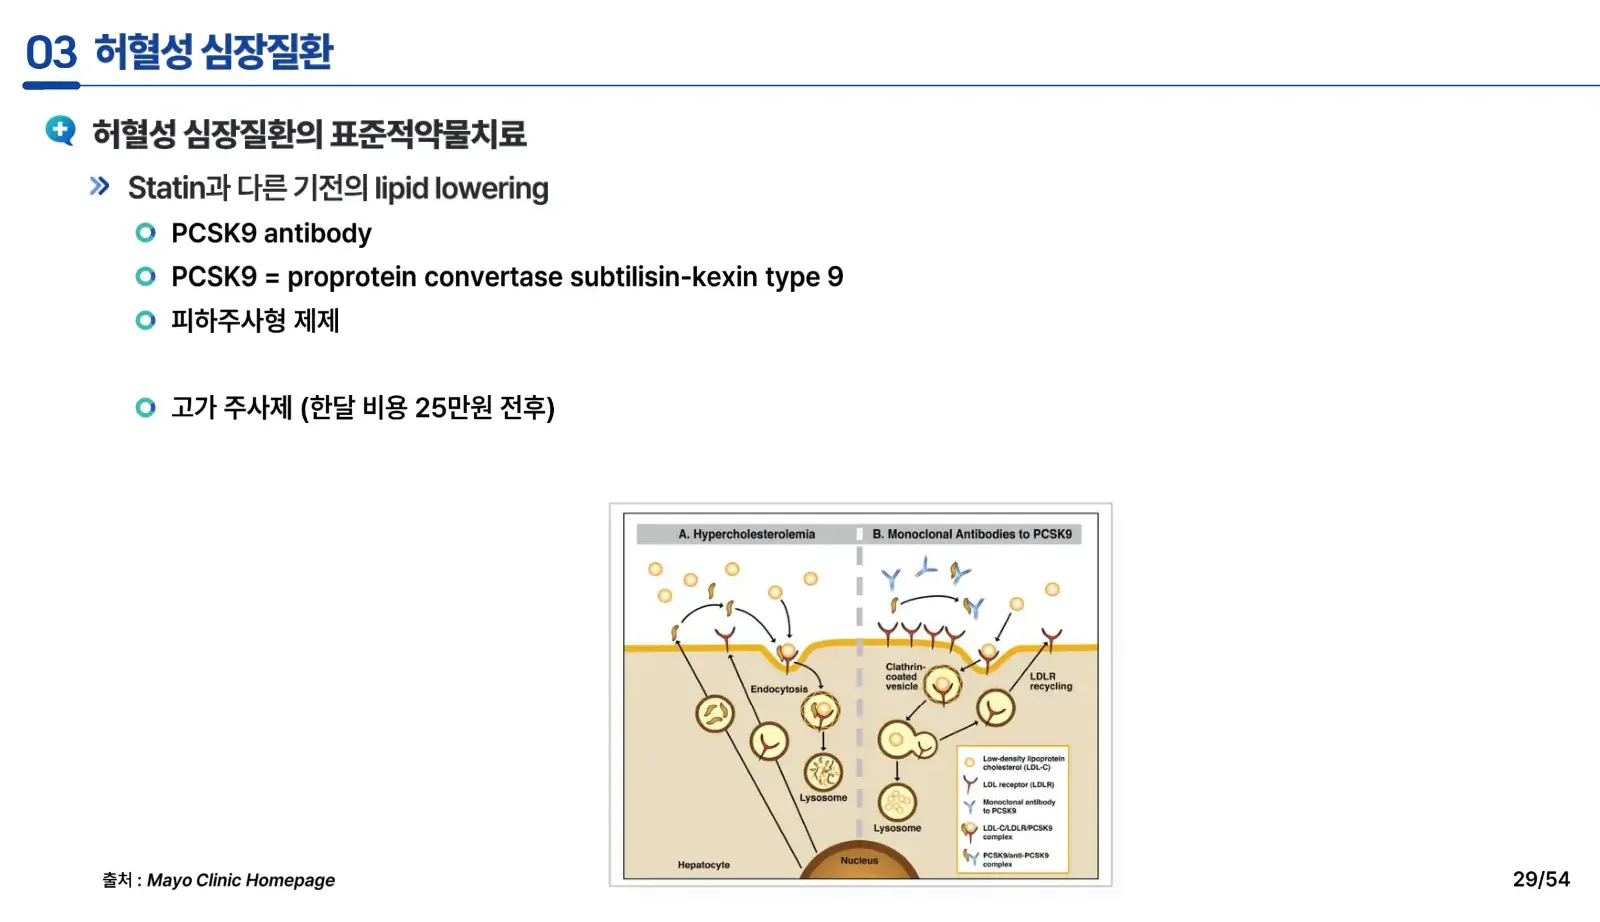 03 허혈성 심장질환
허혈성 심장질환의 표준적약물치료
Statin과 다른 기전의 lipid lowering
PCSK9 antibody
PCSK9 = proprotein convertase subtilisin-kexin type 9
피하주사형 제제
고가 주사제 (한달 비용 25만원 전후)
A. Hypercholesterolemia
B. Monoclonal Antibodies to PCSK9
Endocytosis
Lysosome
Hepatocyte
Clathrin-
coated
vesicle
LDLR
recycling
Lysosome
Nucleus
Low-density lipoprotein
cholesterol (LDL-C)
LDL receptor (LDLR)
Monoclonal antibody
to PCSK9
LDL-C/LDLR/PCSK9
complex
PCSK9/anti-PCSK9
complex
출처 : Mayo Clinic Homepage
29/54